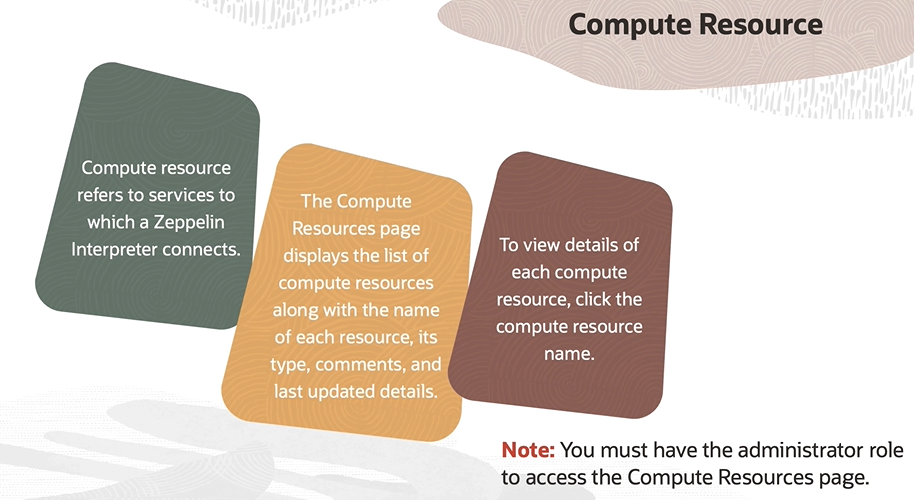 Compute Resource
Compute resource
refers to services to
which a Zeppelin
Interpreter connects.
The Compute
Resources page
displays the list of
compute resources
along with the name
of each resource, its
type, comments, and
last updated details.
To view details of
each compute
resource, click the
compute resource
name.
Note: You must have the administrator role
to access the Compute Resources page.